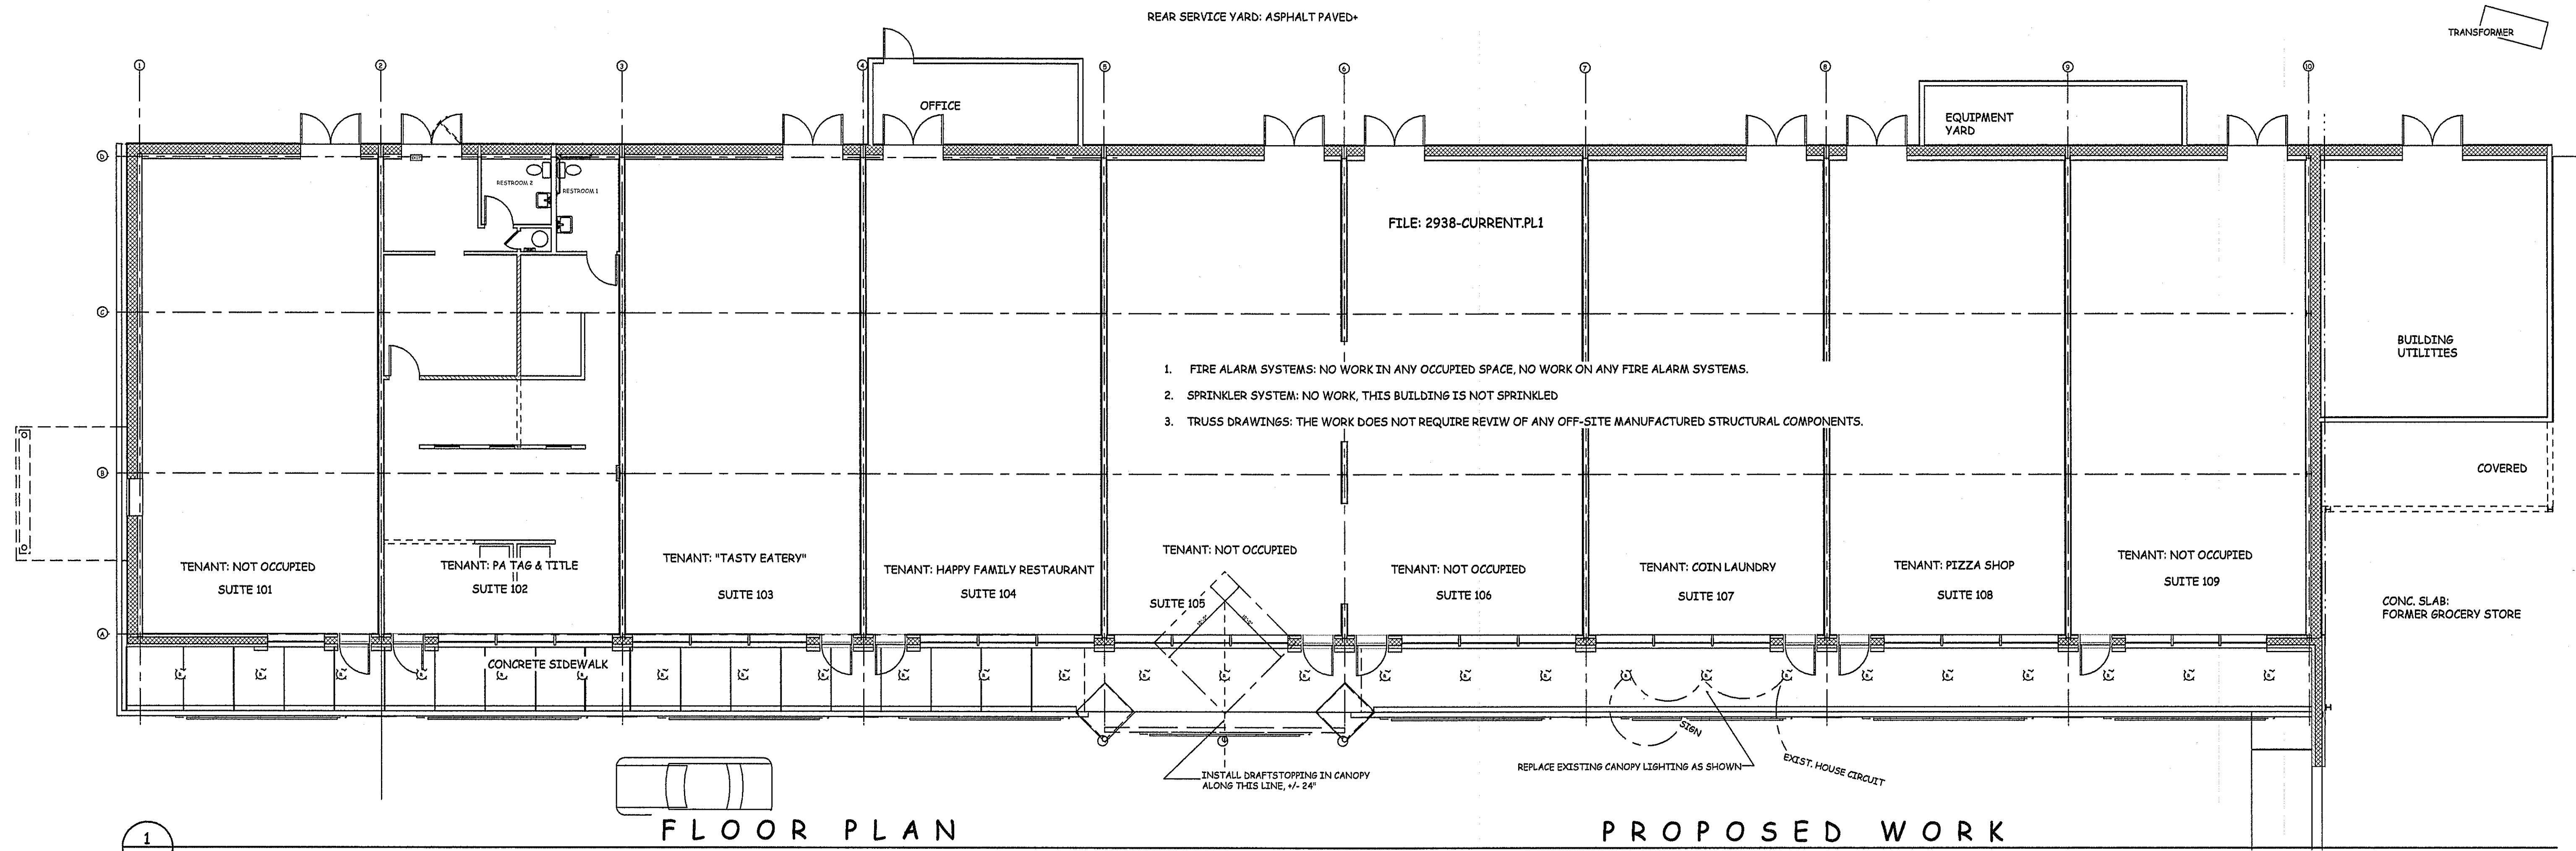 REAR SERVICE YARD: ASPHALT PAVED+
TRANSFORMER
1
2
3
4
5
6
7
8
9
10
OFFICE
EQUIPMENT
YARD
D
RESTROOM 2
RESTROOM 1
FILE: 2938-CURRENT.PL1
C
BUILDING
UTILITIES
1. FIRE ALARM SYSTEMS: NO WORK IN ANY OCCUPIED SPACE, NO WORK ON ANY FIRE ALARM SYSTEMS.
2. SPRINKLER SYSTEM: NO WORK, THIS BUILDING IS NOT SPRINKLED
3. TRUSS DRAWINGS: THE WORK DOES NOT REQUIRE REVIW OF ANY OFF-SITE MANUFACTURED STRUCTURAL COMPONENTS.
B
COVERED
TENANT: NOT OCCUPIED
SUITE 101
TENANT: PA TAG & TITLE
SUITE 102
TENANT: "TASTY EATERY"
SUITE 103
TENANT: HAPPY FAMILY RESTAURANT
SUITE 104
TENANT: NOT OCCUPIED
SUITE 105
TENANT: NOT OCCUPIED
SUITE 106
TENANT: COIN LAUNDRY
SUITE 107
TENANT: PIZZA SHOP
SUITE 108
TENANT: NOT OCCUPIED
SUITE 109
CONC. SLAB:
FORMER GROCERY STORE
A
CONCRETE SIDEWALK
SIGN
INSTALL DRAFTSTOPPING IN CANOPY
ALONG THIS LINE, +/- 24"
REPLACE EXISTING CANOPY LIGHTING AS SHOWN
EXIST. HOUSE CIRCUIT
1
FLOOR PLAN
PROPOSED WORK